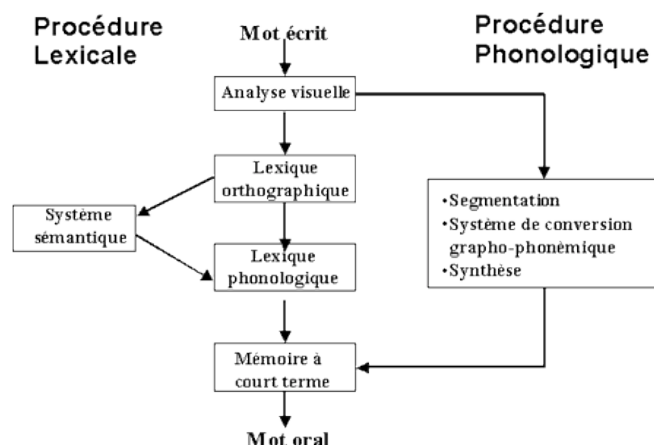 Procédure
Lexicale
Mot écrit
Procédure
Phonologique
Analyse visuelle
Lexique
orthographique
Système
sémantique
Lexique
phonologique
•Segmentation
•Système de conversion
grapho-phonémique
•Synthèse
Mémoire à
court terme
Mot oral